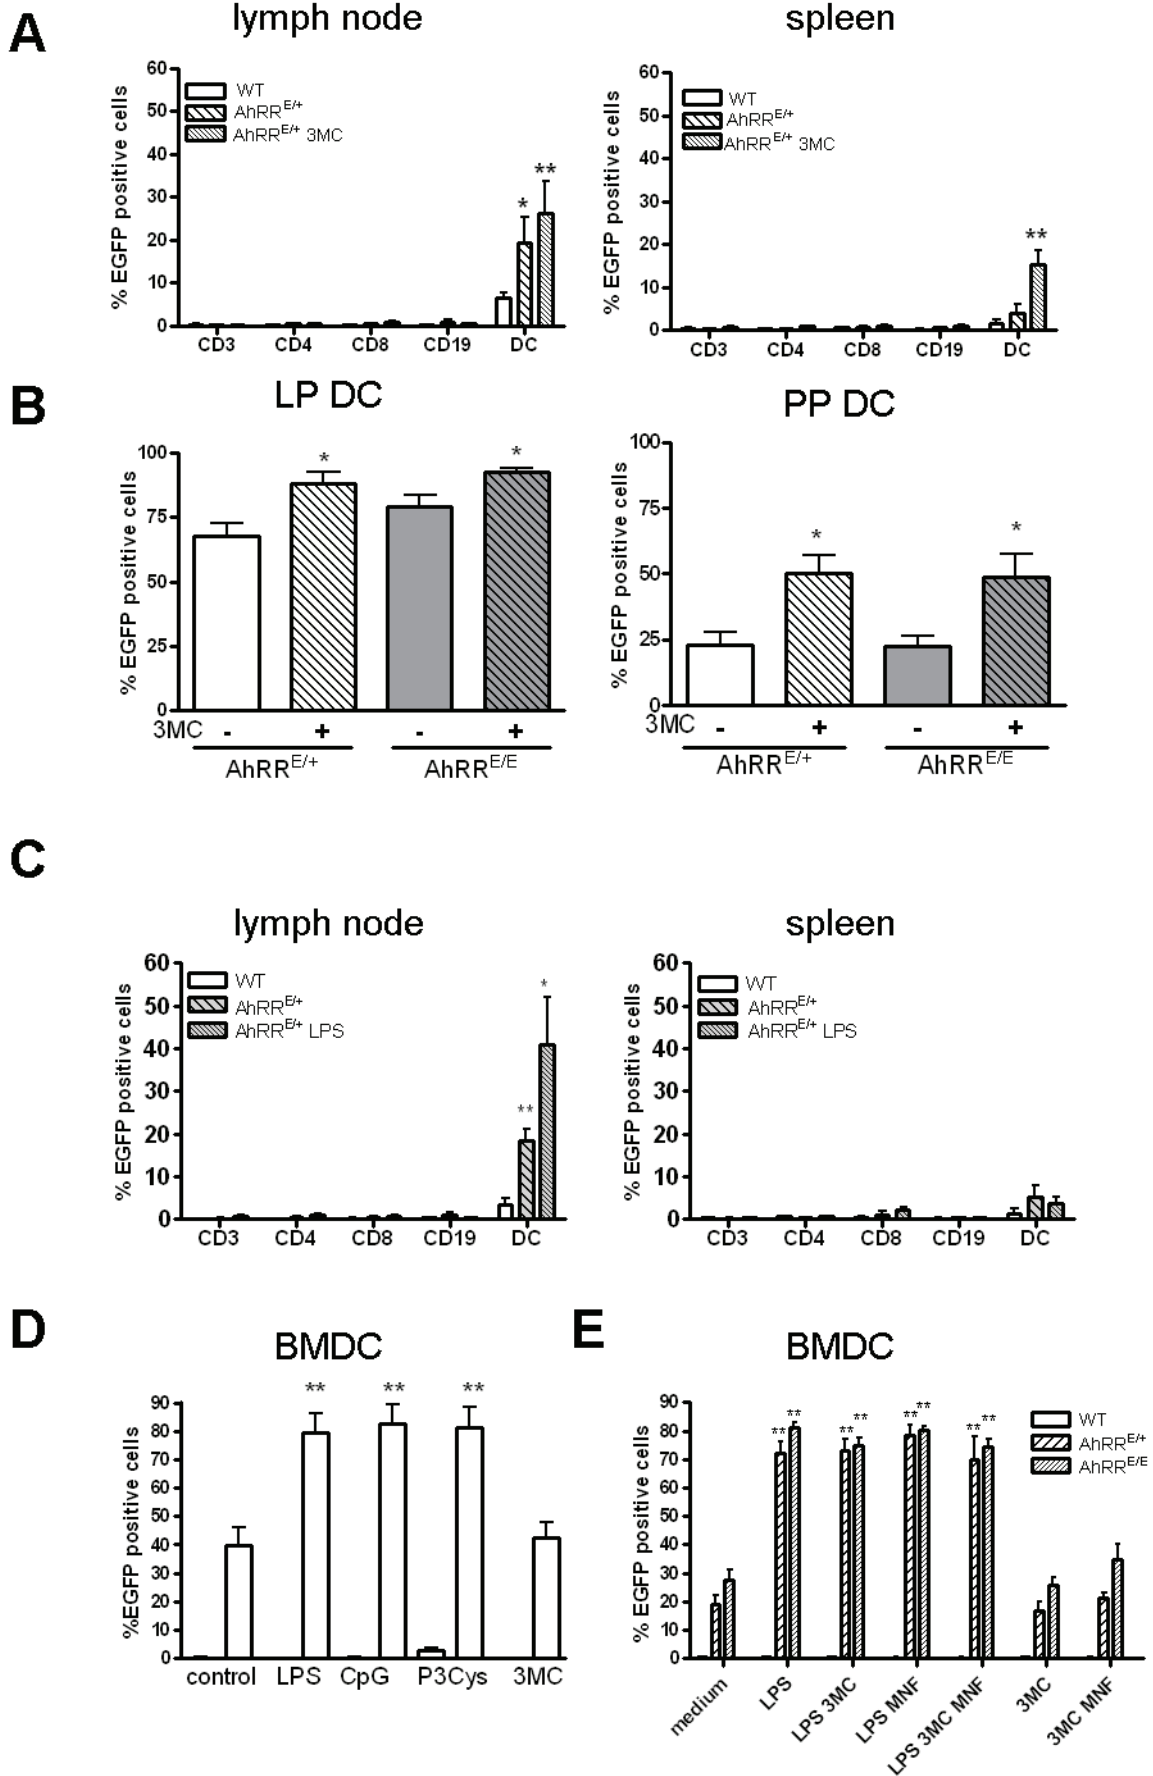 A
lymph node
% EGFP positive cells
60
50
40
30
20
10
0
WT
AhRR^E/+
AhRR^E/+ 3MC
* **
CD3 CD4 CD8 CD19 DC
spleen
% EGFP positive cells
60
50
40
30
20
10
0
WT
AhRR^E/+
AhRR^E/+ 3MC
**
CD3 CD4 CD8 CD19 DC
B
LP DC
% EGFP positive cells
100
75
50
25
0
* *
3MC - + - +
AhRR^E/+ AhRR^E/E
PP DC
% EGFP positive cells
100
75
50
25
0
* *
3MC - + - +
AhRR^E/+ AhRR^E/E
C
lymph node
% EGFP positive cells
60
50
40
30
20
10
0
WT
AhRR^E/+
AhRR^E/+ LPS
** *
CD3 CD4 CD8 CD19 DC
spleen
% EGFP positive cells
60
50
40
30
20
10
0
WT
AhRR^E/+
AhRR^E/+ LPS
CD3 CD4 CD8 CD19 DC
D
BMDC
%EGFP positive cells
90
80
70
60
50
40
30
20
10
0
** ** **
control LPS CpG P3Cys 3MC
E
BMDC
% EGFP positive cells
90
80
70
60
50
40
30
20
10
0
** ** ** ** ** ** ** **
WT
AhRR^E/+
AhRR^E/E
medium
LPS
LPS 3MC
LPS MNF
LPS 3MC MNF
3MC
3MC MNF